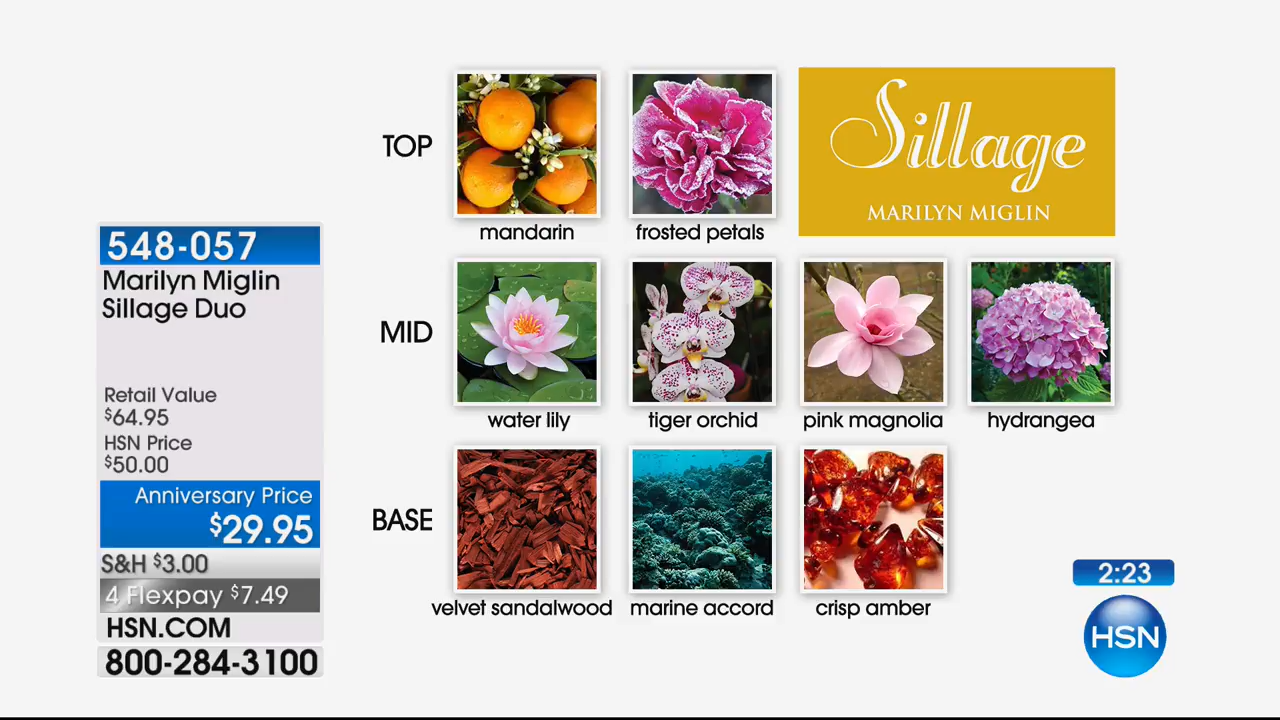 TOP
mandarin
frosted petals
Sillage
MARILYN MIGLIN
MID
water lily
tiger orchid
pink magnolia
hydrangea
BASE
velvet sandalwood
marine accord
crisp amber
548-057
Marilyn Miglin
Sillage Duo
Retail Value
$64.95
HSN Price
$50.00
Anniversary Price
$29.95
S&H $3.00
4 Flexpay $7.49
HSN.COM
800-284-3100
2:23
HSN